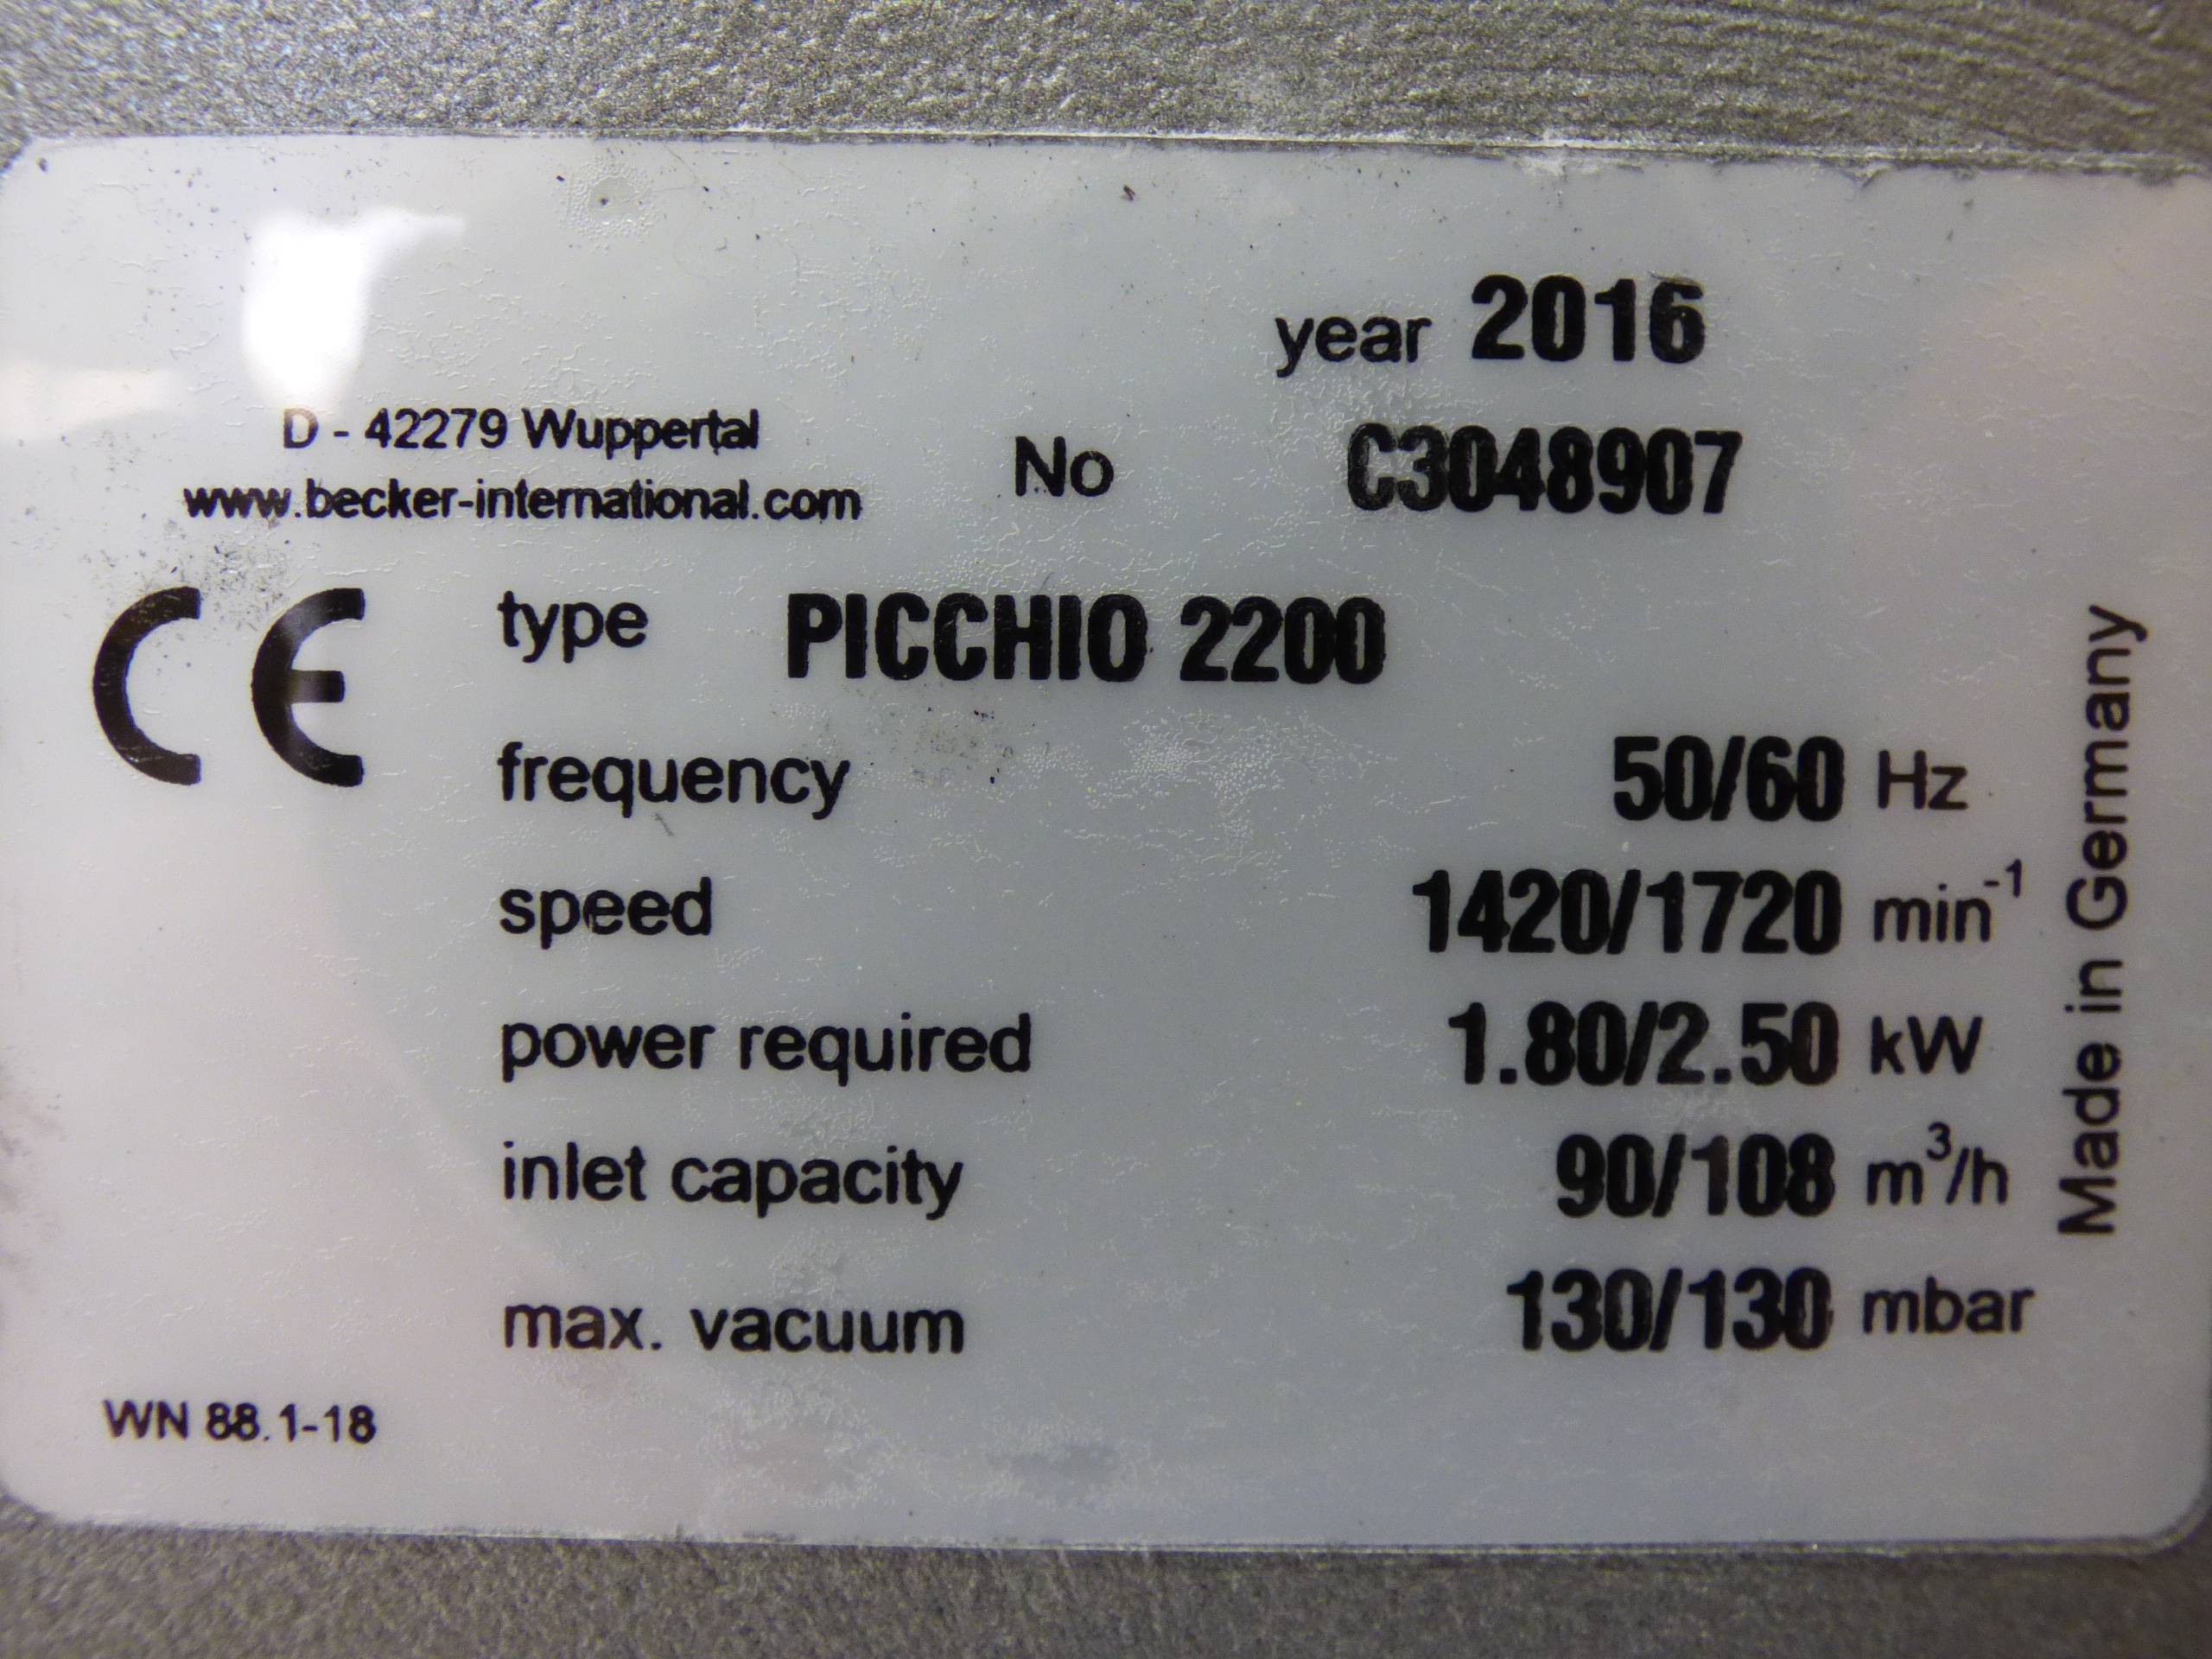 year 2016
D - 42279 Wuppertal
www.becker-international.com
No C3048907
CE
type PICCHIO 2200
frequency 50/60 Hz
speed 1420/1720 min⁻¹
power required 1.80/2.50 kW
inlet capacity 90/108 m³/h
max. vacuum 130/130 mbar
WN 88.1-18
Made in Germany